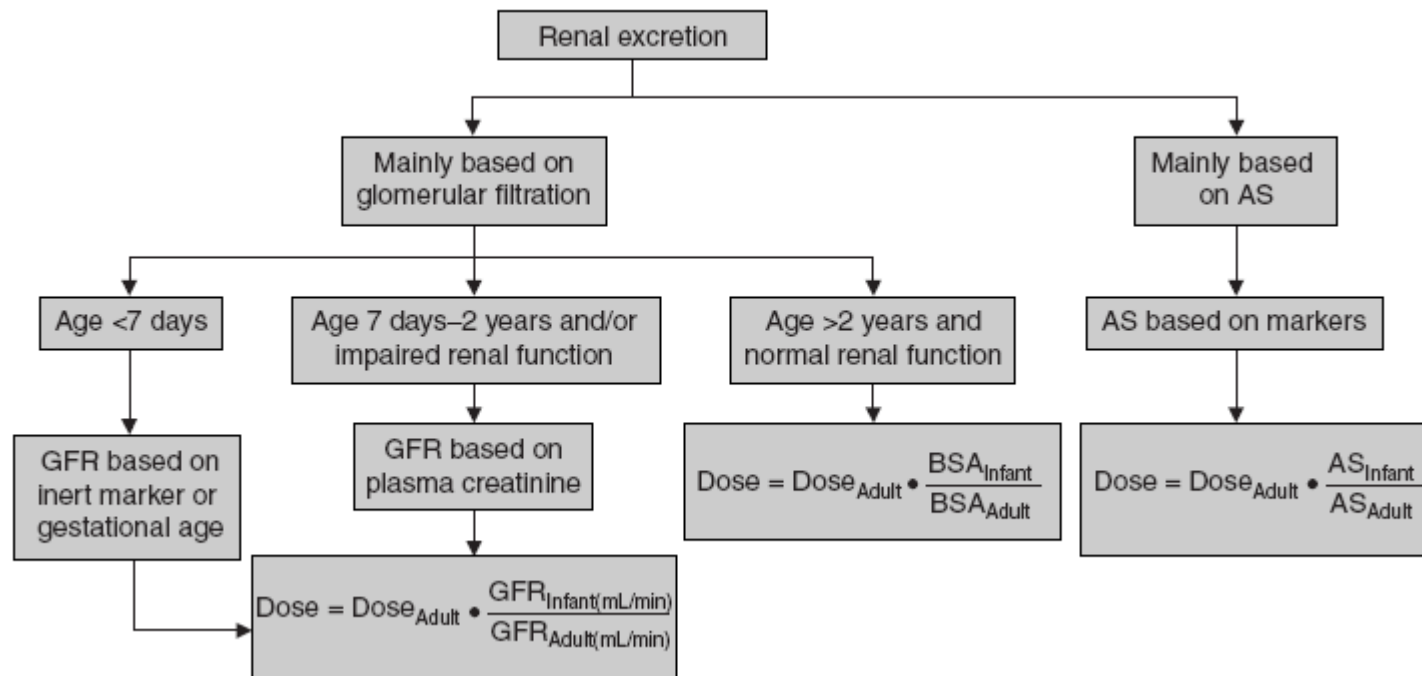 Renal excretion
Mainly based on
glomerular filtration
Mainly based
on AS
Age <7 days
Age 7 days–2 years and/or
impaired renal function
Age >2 years and
normal renal function
AS based on markers
GFR based on
inert marker or
gestational age
GFR based on
plasma creatinine
Dose = Dose_Adult • BSA_Infant / BSA_Adult
Dose = Dose_Adult • AS_Infant / AS_Adult
Dose = Dose_Adult • GFR_Infant(mL/min) / GFR_Adult(mL/min)